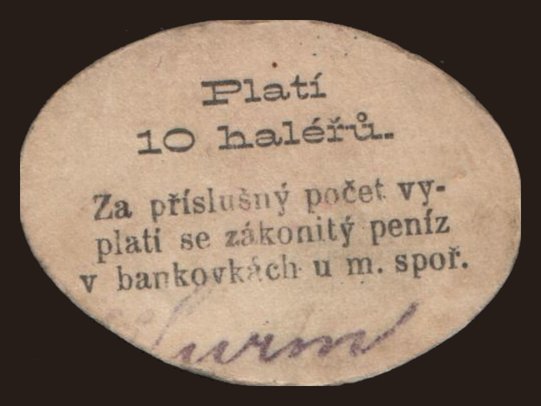 Platí
10 haléřů.
Za příslušný počet vy-
platí se zákonitý peníz
v bankovkách u m. spoř.